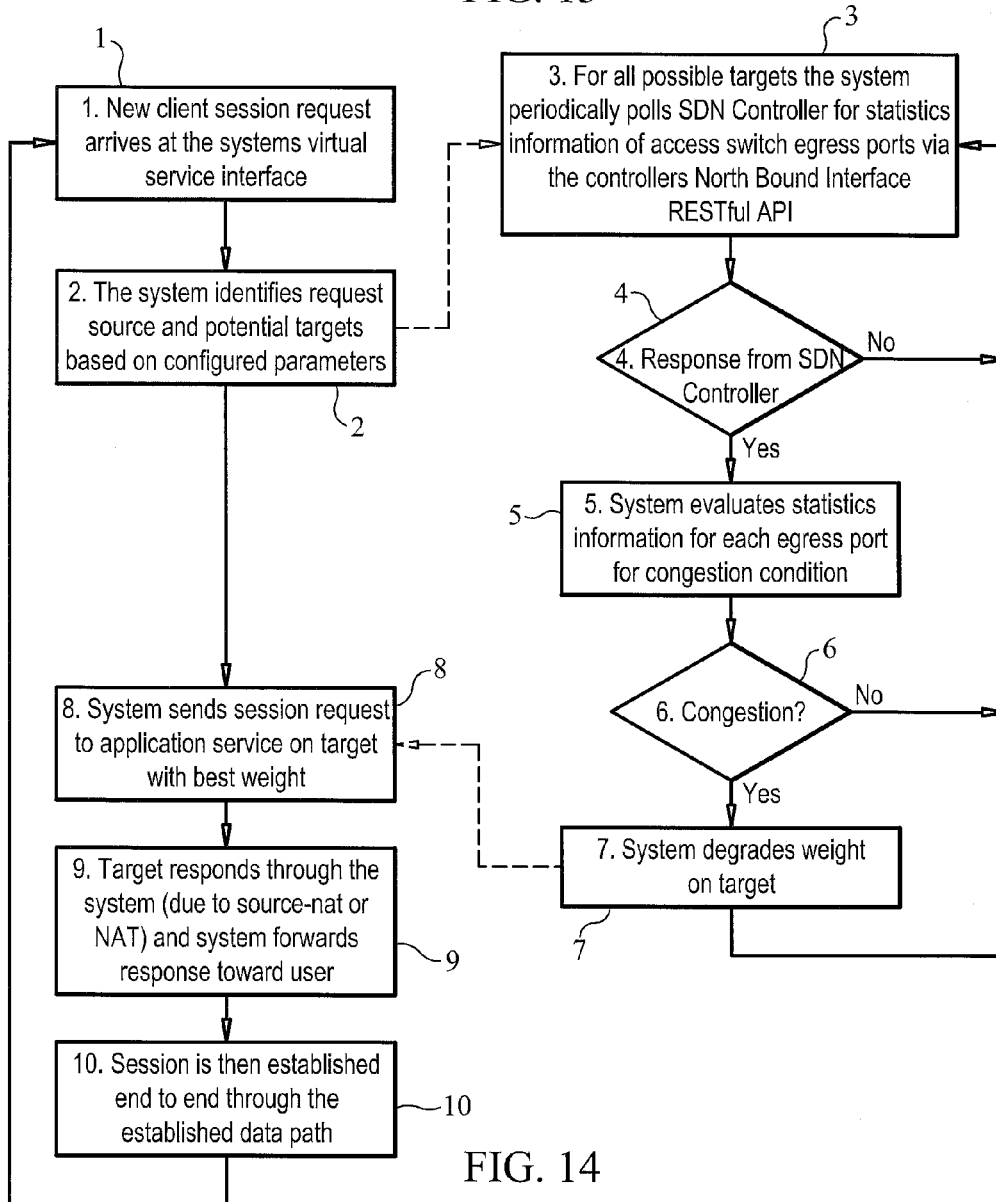 FIG. 13
1
1. New client session request
arrives at the systems virtual
service interface
2. The system identifies request
source and potential targets
based on configured parameters
2
3
3. For all possible targets the system
periodically polls SDN Controller for statistics
information of access switch egress ports via
the controllers North Bound Interface
RESTful API
4
4. Response from SDN
Controller
No
Yes
5
5. System evaluates statistics
information for each egress port
for congestion condition
6
6. Congestion?
No
Yes
7. System degrades weight
on target
7
8
8. System sends session request
to application service on target
with best weight
9. Target responds through the
system (due to source-nat or
NAT) and system forwards
response toward user
9
10. Session is then established
end to end through the
established data path
10
FIG. 14